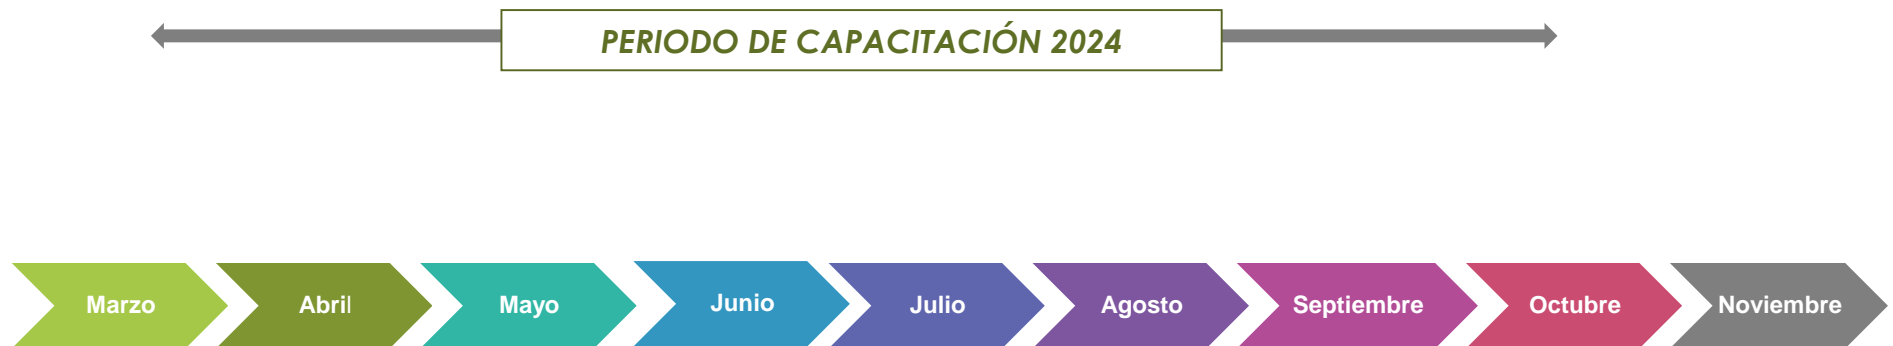 PERIODO DE CAPACITACIÓN 2024
Marzo Abril Mayo Junio Julio Agosto Septiembre Octubre Noviembre